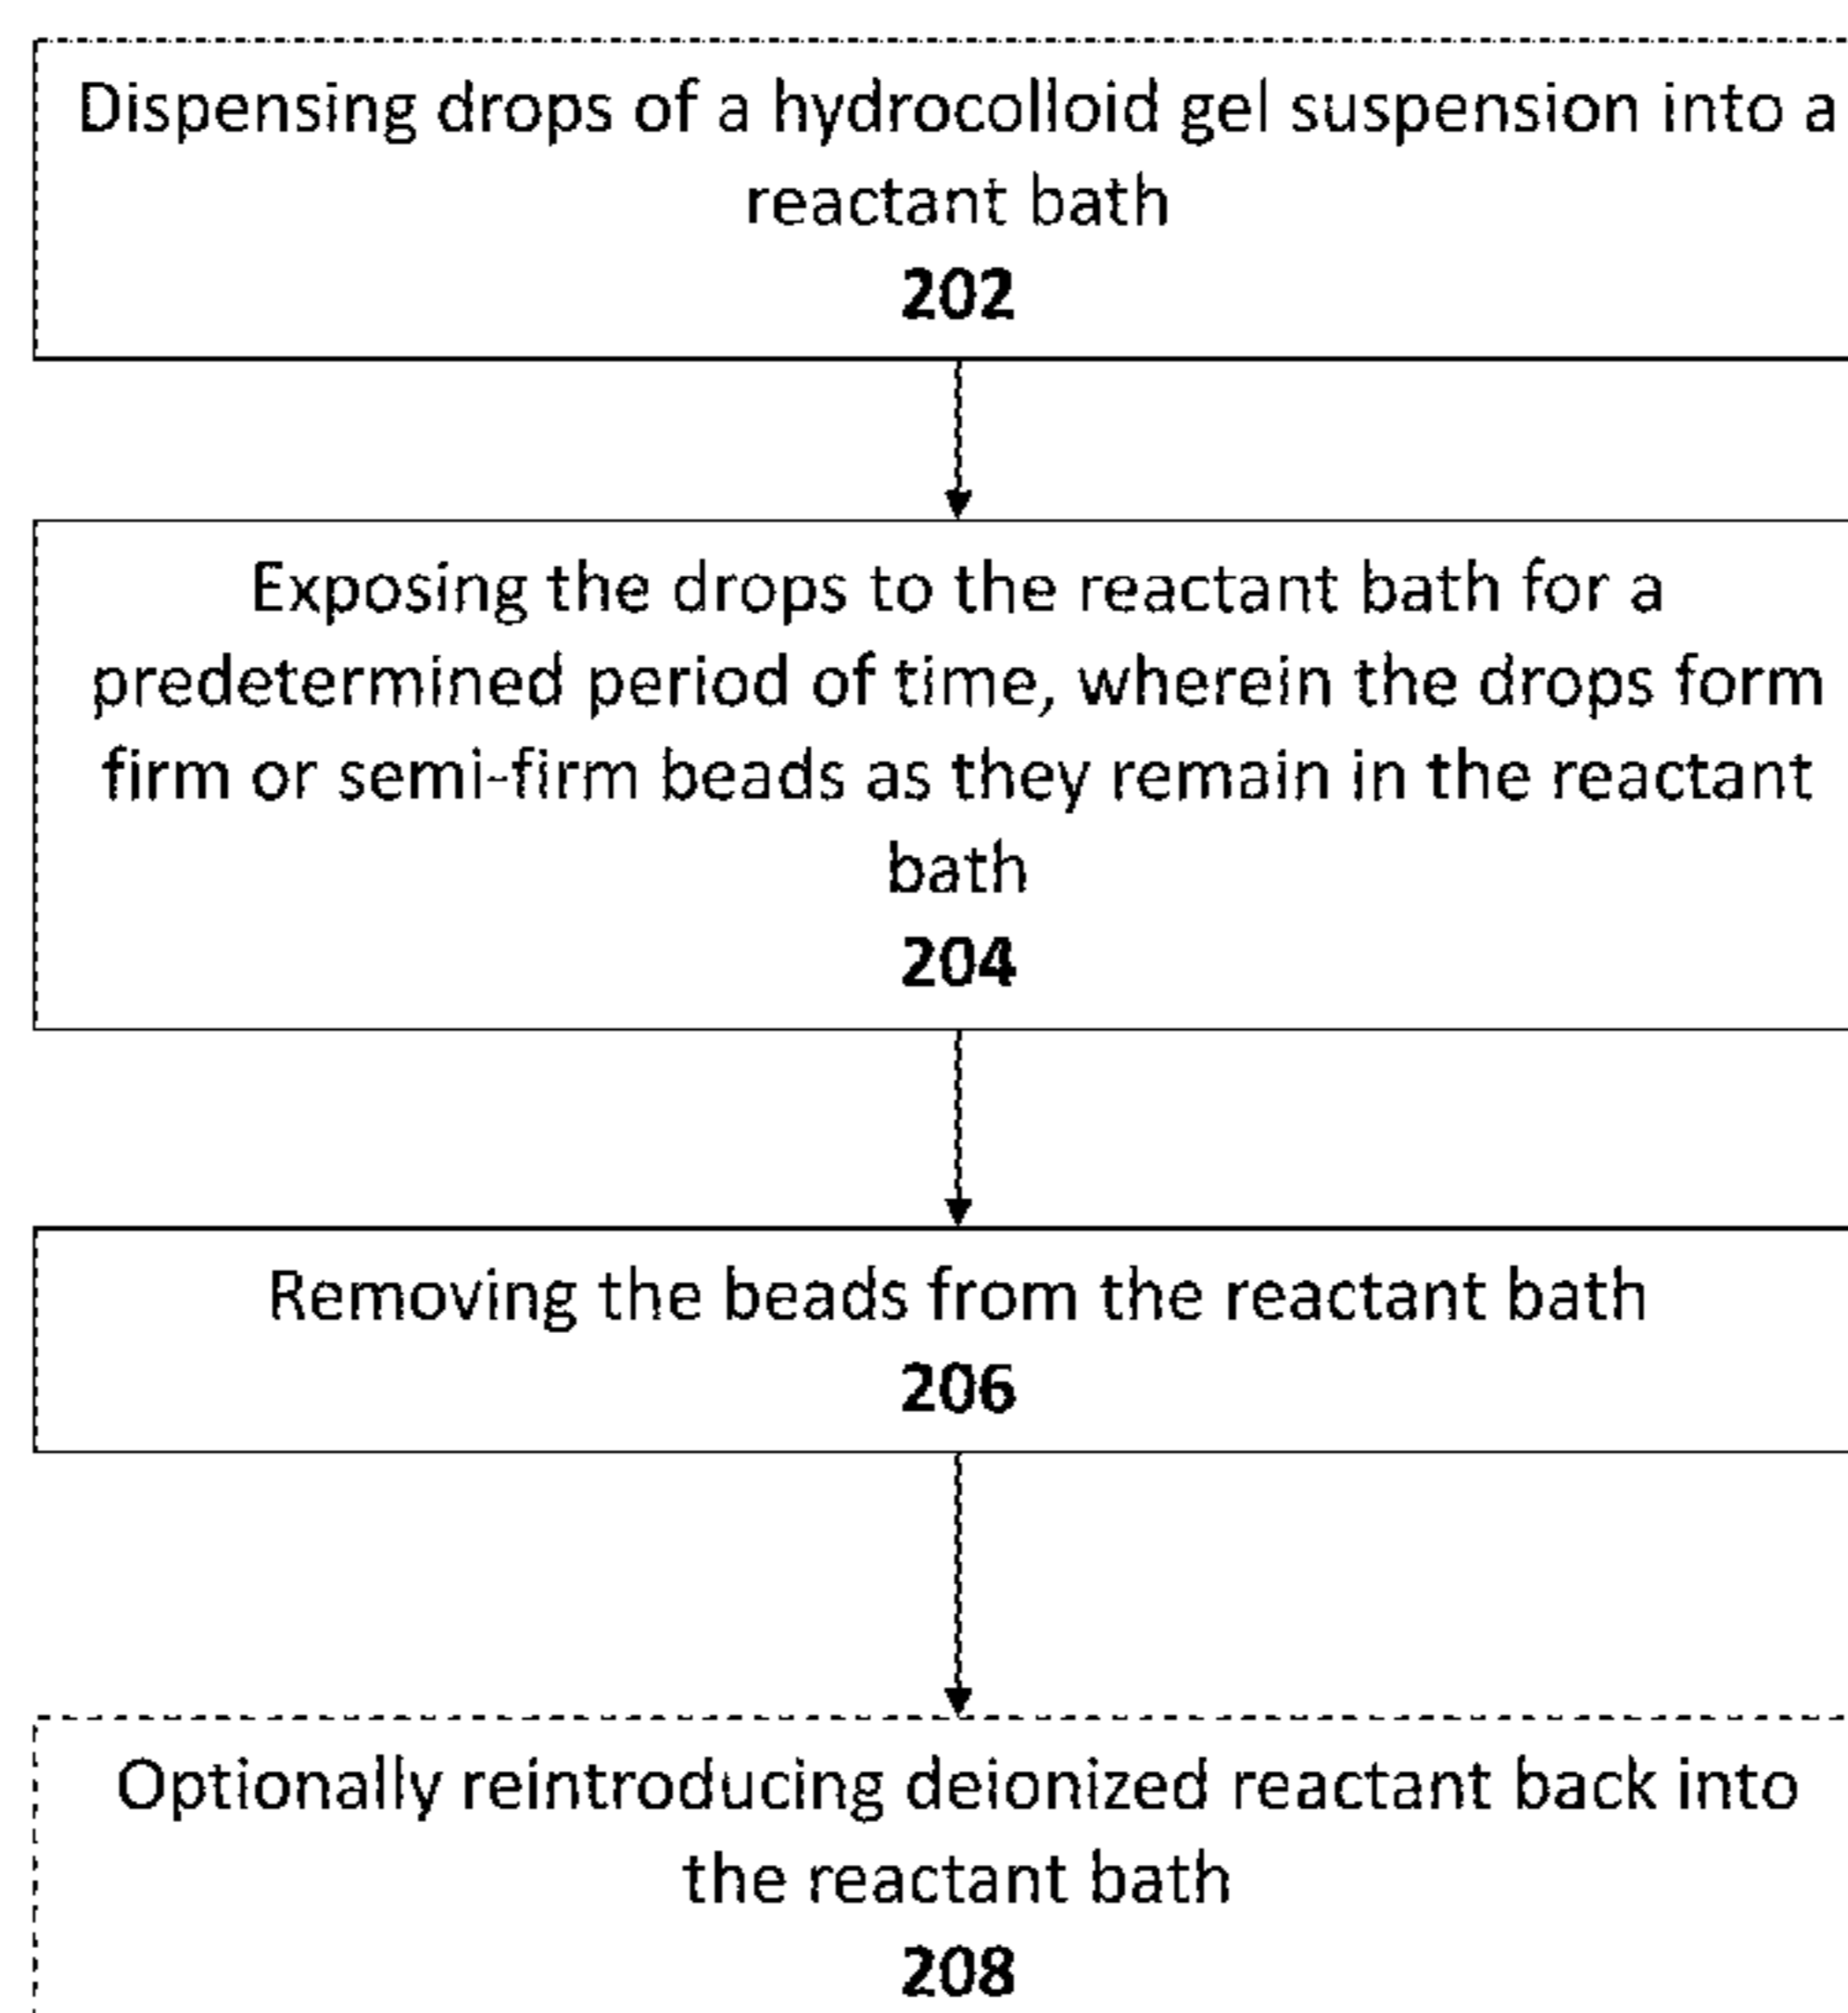 Dispensing drops of a hydrocolloid gel suspension into a
reactant bath
202
Exposing the drops to the reactant bath for a
predetermined period of time, wherein the drops form
firm or semi-firm beads as they remain in the reactant
bath
204
Removing the beads from the reactant bath
206
Optionally reintroducing deionized reactant back into
the reactant bath
208